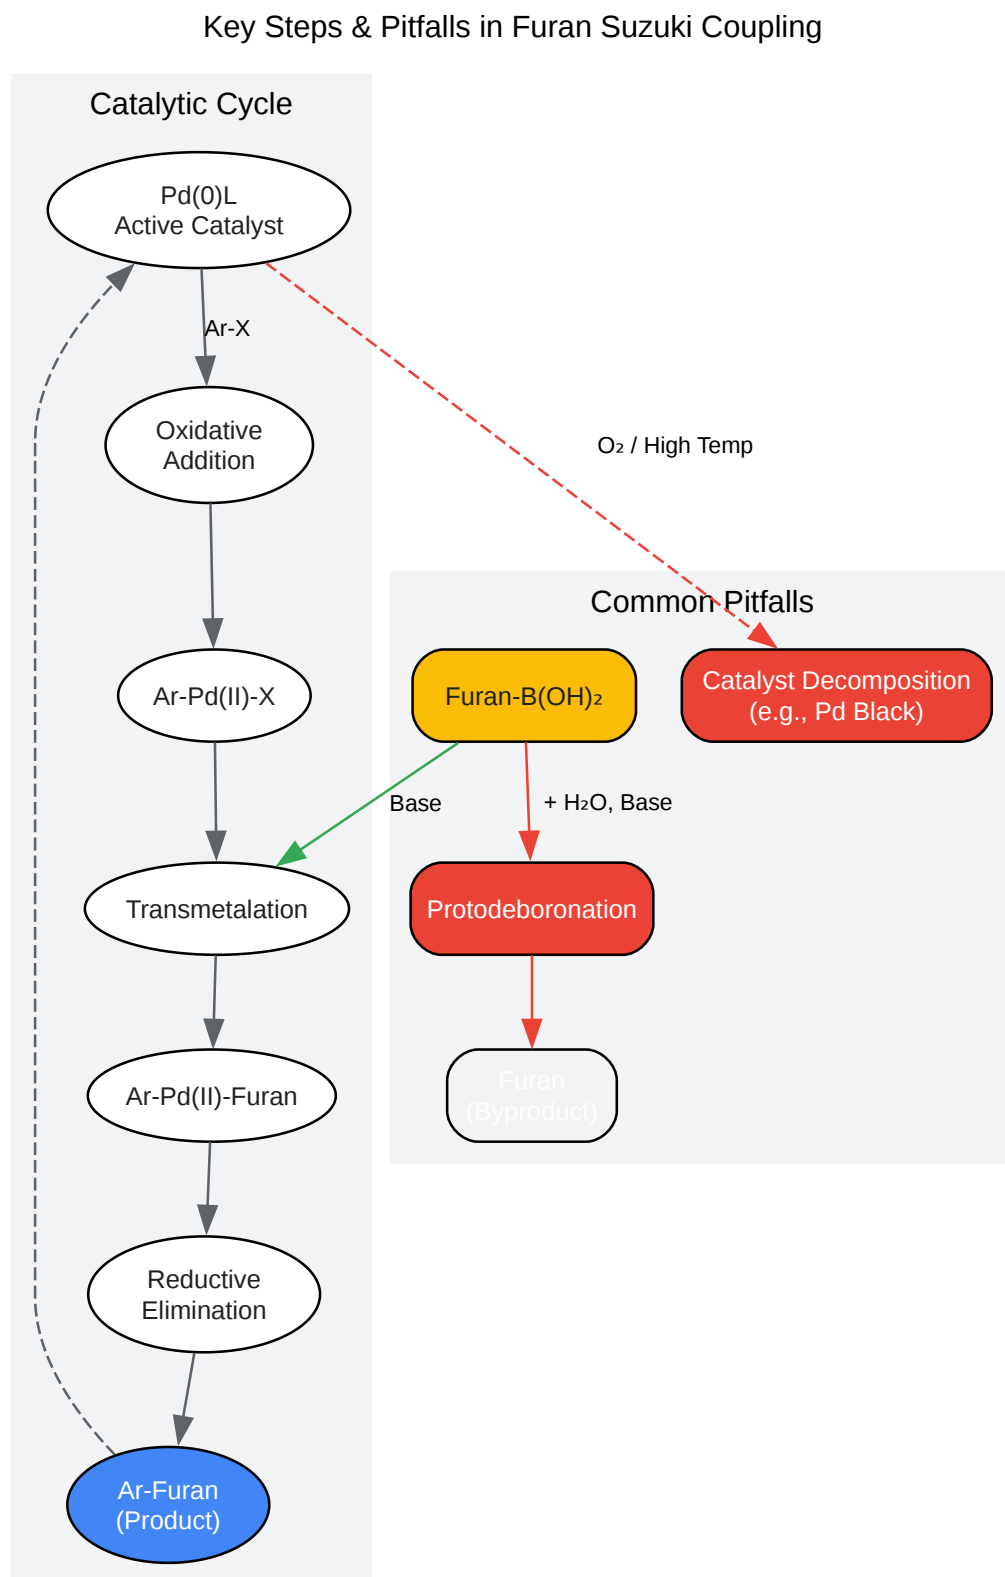 Key Steps & Pitfalls in Furan Suzuki Coupling
Catalytic Cycle
Pd(0)L
Active Catalyst
Ar-X
Oxidative
Addition
O₂ / High Temp
Common Pitfalls
Ar-Pd(II)-X
Furan-B(OH)₂
Catalyst Decomposition
(e.g., Pd Black)
Base
+ H₂O, Base
Transmetalation
Protodeboronation
Ar-Pd(II)-Furan
Furan
(Byproduct)
Reductive
Elimination
Ar-Furan
(Product)